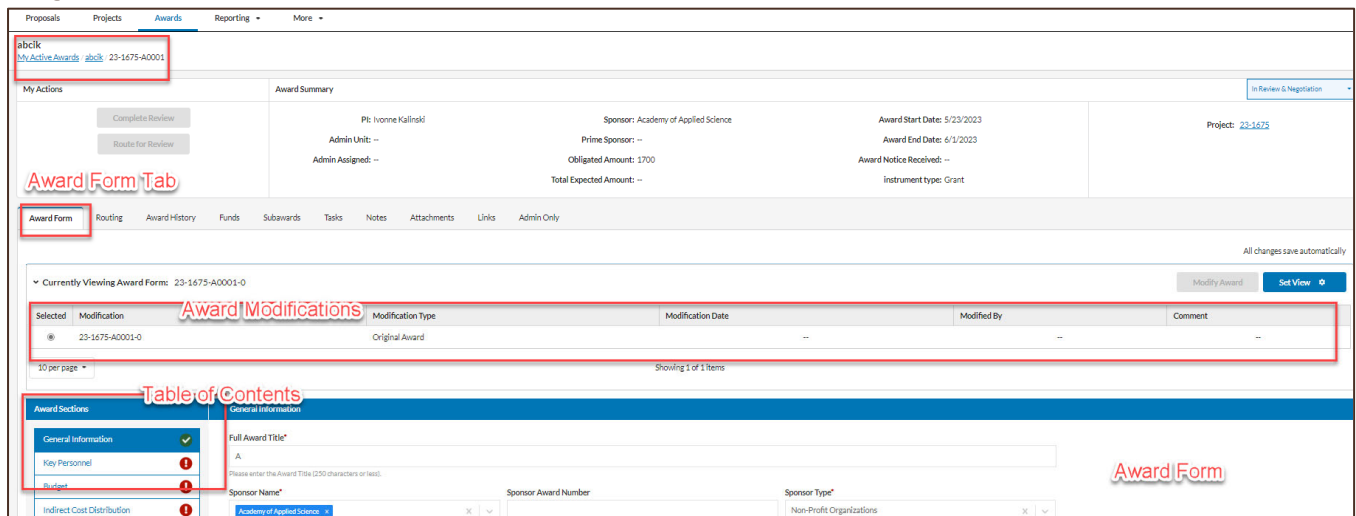 Proposals Projects Awards Reporting More
abcik
My Active Awards / abcik / 23-1675-A0001
My Actions Award Summary In Review & Negotiation
Complete Review
Route for Review
PI: Ivonne Kalinski Sponsor: Academy of Applied Science Award Start Date: 5/23/2023 Project: 23-1675
Admin Unit: -- Prime Sponsor: -- Award End Date: 6/1/2023
Admin Assigned: -- Obligated Amount: 1700 Award Notice Received: --
Total Expected Amount: -- instrument type: Grant
Award Form Tab
Award Form Routing Award History Funds Subawards Tasks Notes Attachments Links Admin Only
All changes save automatically
Currently Viewing Award Form: 23-1675-A0001-0 Modify Award Set View
Award Modifications
Selected Modification Modification Type Modification Date Modified By Comment
23-1675-A0001-0 Original Award -- -- --
10 per page Showing 1 of 1 items
Table of Contents
Award Sections General Information
General Information Full Award Title*
A
Key Personnel Please enter the Award Title (250 characters or less).
Award Form
Budget Sponsor Name* Sponsor Award Number Sponsor Type*
Indirect Cost Distribution Academy of Applied Science x X Non-Profit Organizations X